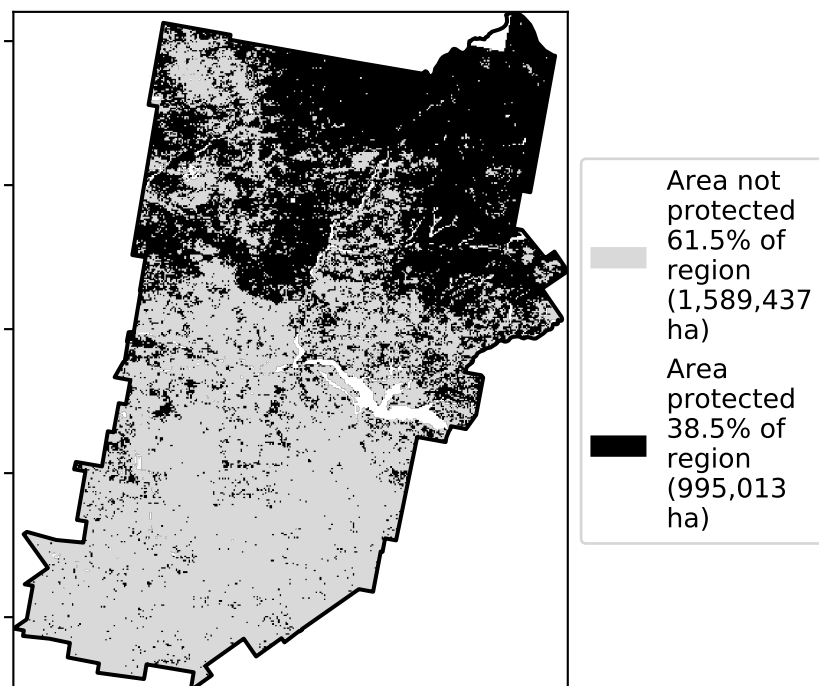 Area not
protected
61.5% of
region
(1,589,437
ha)
Area
protected
38.5% of
region
(995,013
ha)